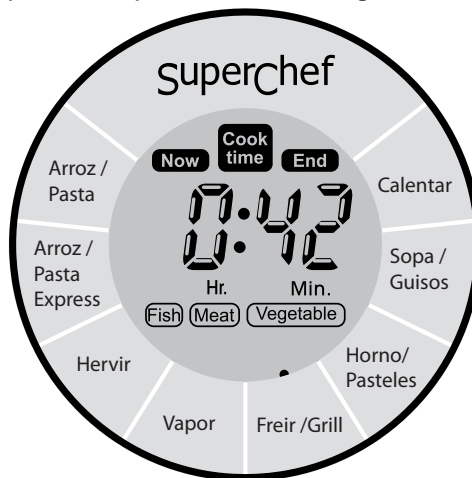 SuperChef
Cook
time
Now
End
0:42
Hr.
Min.
Fish
Meat
Vegetable
Arroz /
Pasta
Arroz /
Pasta
Express
Hervir
Vapor
Freir /Grill
Horno/
Pasteles
Sopa /
Guisos
Calentar